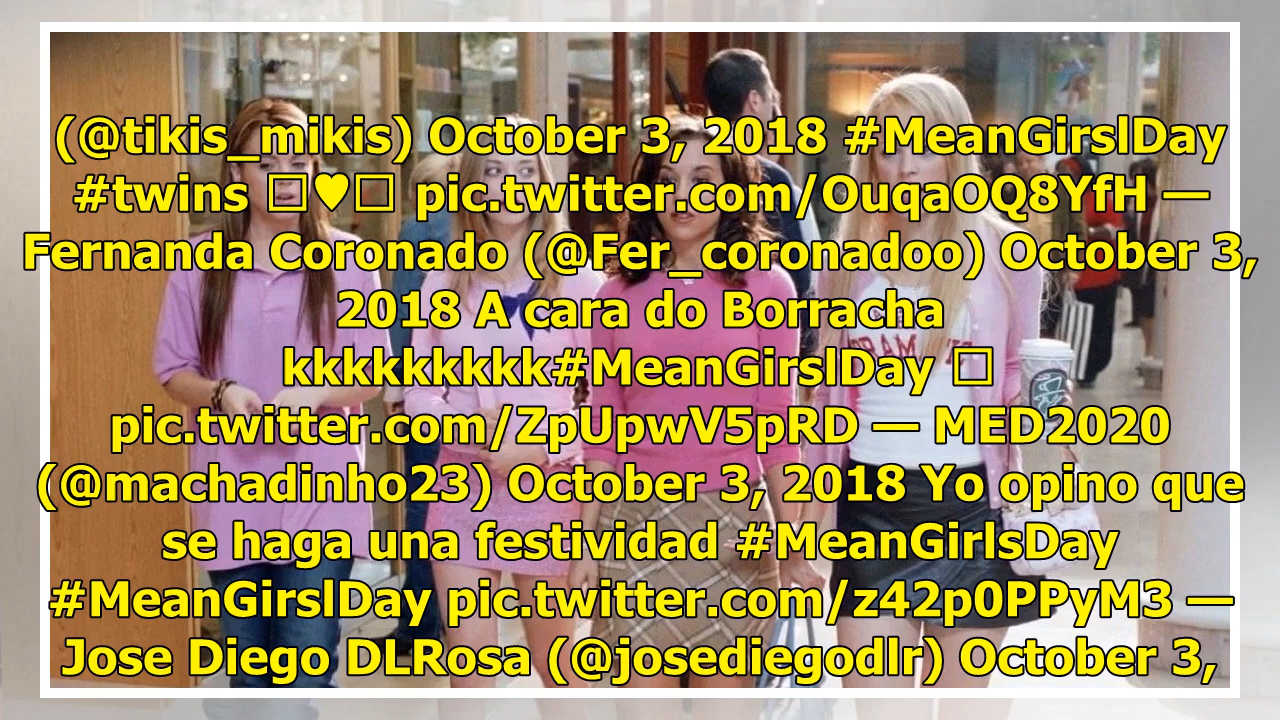 (@tikis_mikis) October 3, 2018 #MeanGirslDay
#twins □♥□ pic.twitter.com/OuqaOQ8YfH —
Fernanda Coronado (@Fer_coronadoo) October 3,
2018 A cara do Borracha
kkkkkkkkk#MeanGirslDay □
pic.twitter.com/ZpUpwV5pRD — MED2020
(@machadinho23) October 3, 2018 Yo opino que
se haga una festividad #MeanGirlsDay
#MeanGirslDay pic.twitter.com/z42p0PPyM3 —
Jose Diego DLRosa (@josediegodlr) October 3,